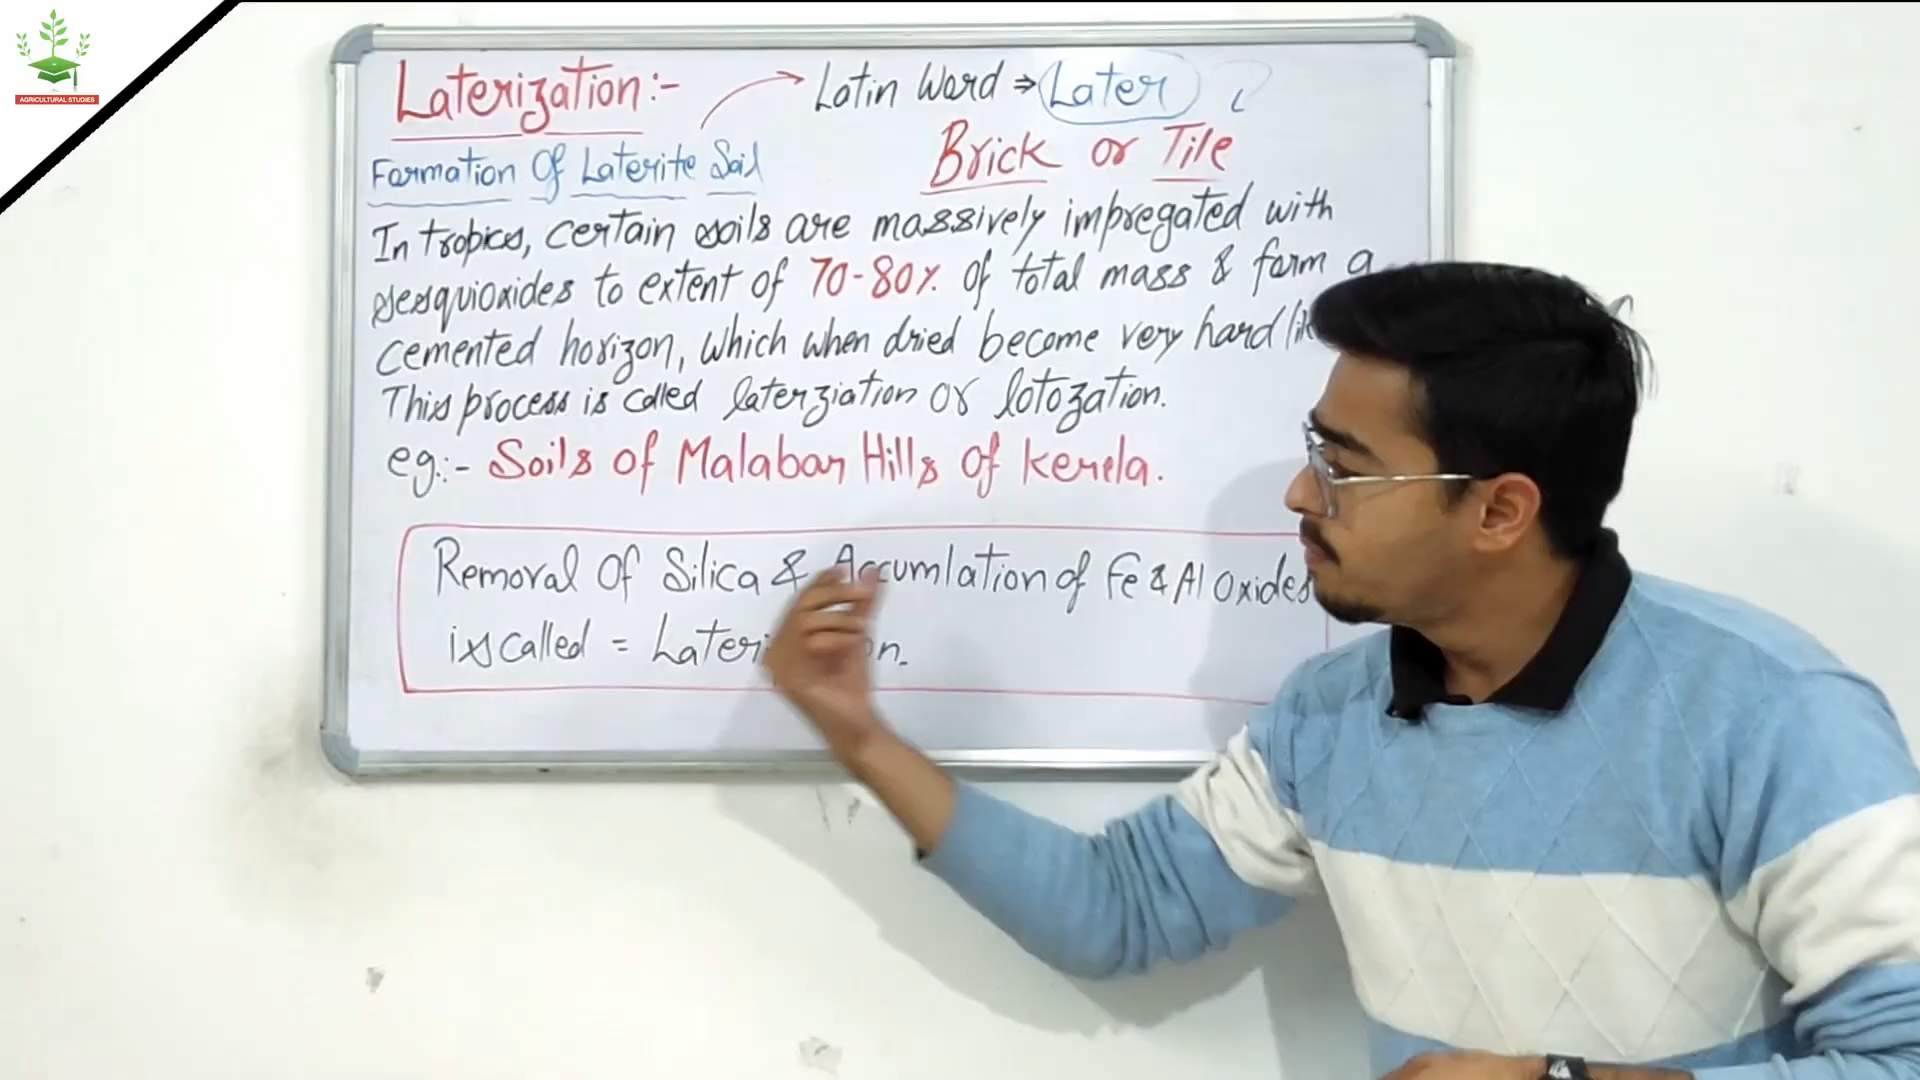 AGRICULTURAL STUDIES
Laterization:- Latin Word ⇒ Later
Brick or Tile
Formation Of Laterite Soil
In tropics, certain soils are massively impregated with
sesquioxides to extent of 70-80% of total mass & form a
cemented horizon, which when dried become very hard
This process is called laterziation or lotozation.
eg:- Soils of Malabar Hills of Kerela.
Removal Of Silica & Accumlation of Fe & Al Oxides
is called =